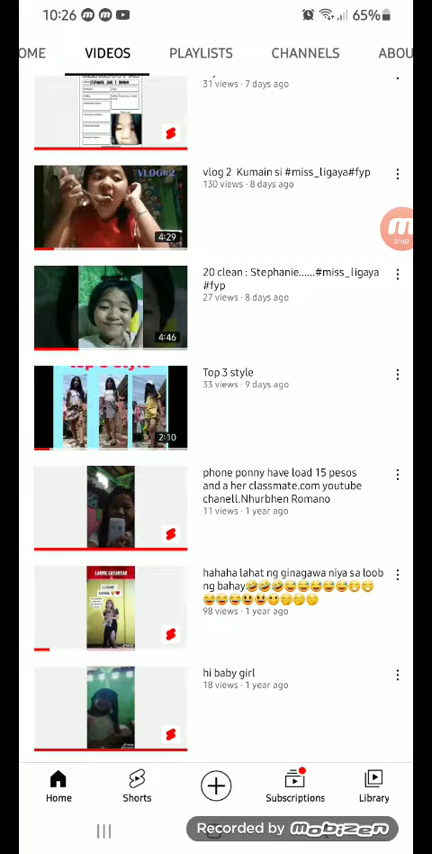 10:26
65%
OME VIDEOS PLAYLISTS CHANNELS ABOU
31 views · 7 days ago
VLOG#2
4:29
vlog 2 Kumain si #miss_ligaya#fyp
130 views · 8 days ago
01:02
4:46
20 clean : Stephanie......#miss_ligaya
#fyp
27 views · 8 days ago
top 3 style
2:10
Top 3 style
33 views · 9 days ago
phone ponny have load 15 pesos
and a her classmate.com youtube
chanell.Nhurbhen Romano
11 views · 1 year ago
hahaha lahat ng ginagawa niya sa loob
ng bahay🤣🤣🤣😅😅😅😅😅😁😁
😂😂😂😃😃😬😏😏😏
98 views · 1 year ago
hi baby girl
18 views · 1 year ago
Home Shorts Subscriptions Library
Recorded by mobizen